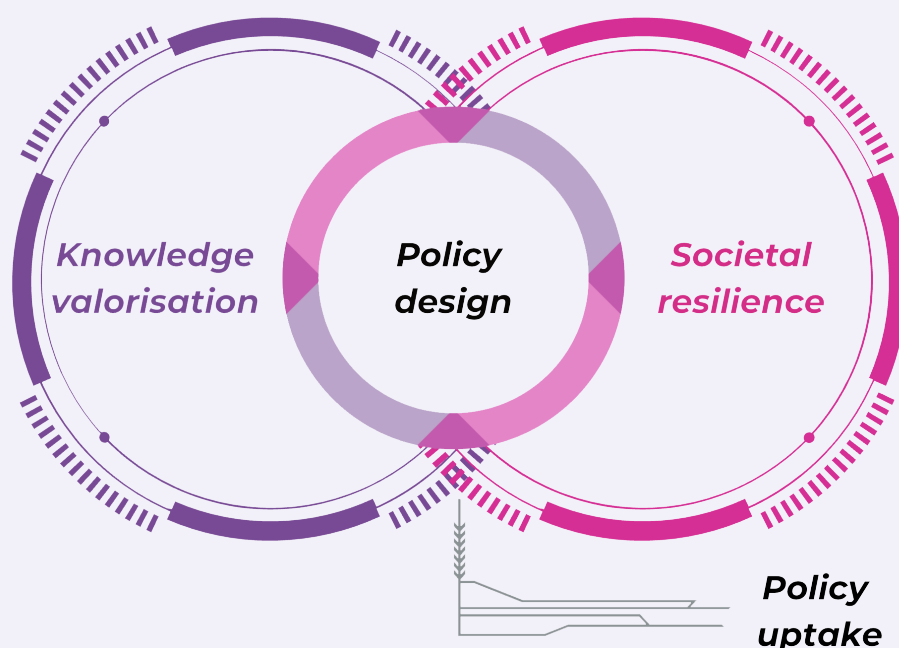 Knowledge
valorisation
Policy
design
Societal
resilience
Policy
uptake